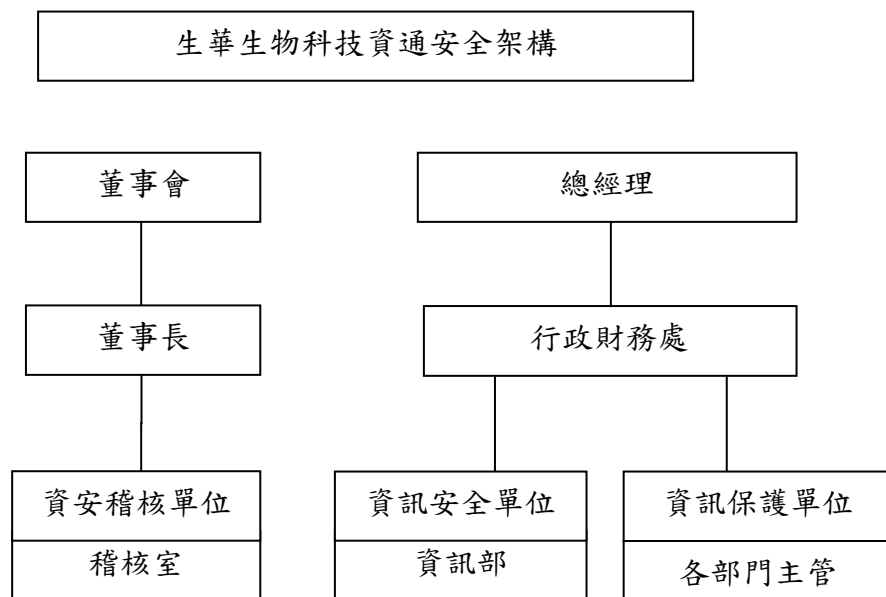 生華生物科技資通安全架構
董事會
總經理
董事長
行政財務處
資安稽核單位
資訊安全單位
資訊保護單位
稽核室
資訊部
各部門主管